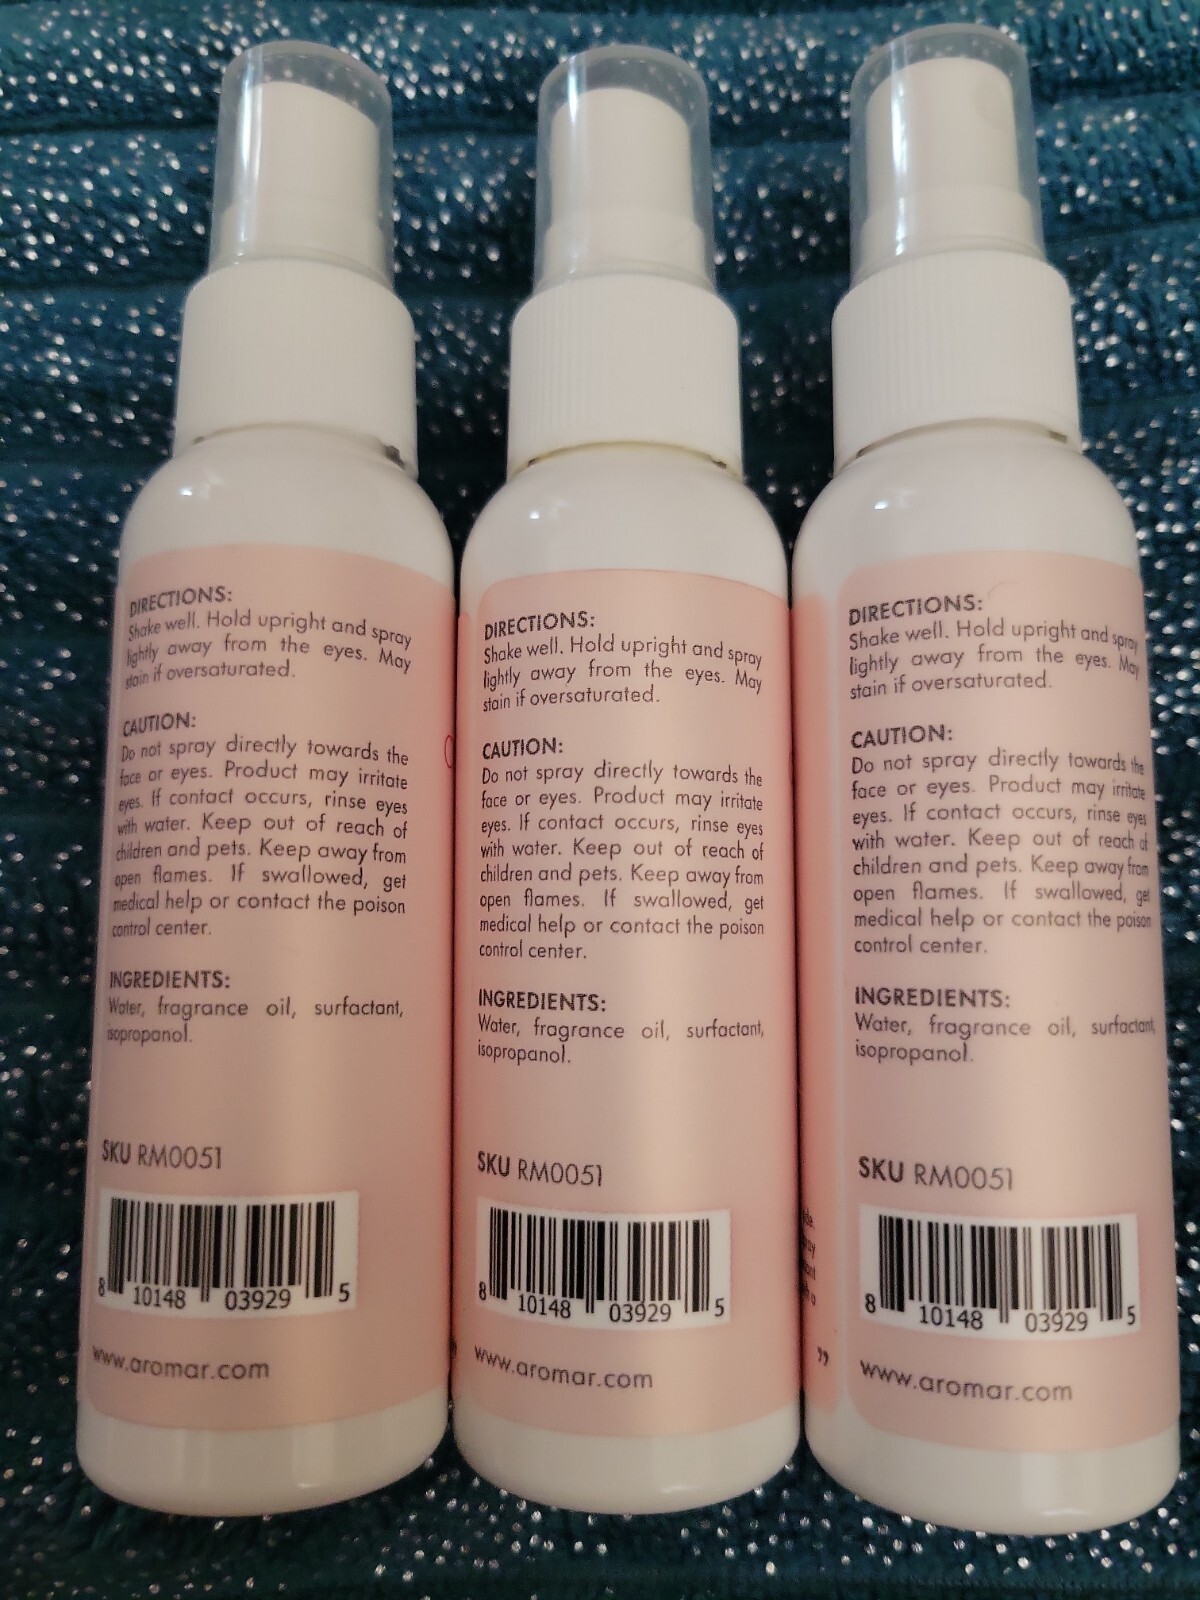 DIRECTIONS:
Shake well. Hold upright and spray
lightly away from the eyes. May
stain if oversaturated.
CAUTION:
Do not spray directly towards the
face or eyes. Product may irritate
eyes. If contact occurs, rinse eyes
with water. Keep out of reach of
children and pets. Keep away from
open flames. If swallowed, get
medical help or contact the poison
control center.
INGREDIENTS:
Water, fragrance oil, surfactant,
isopropanol.
SKU RM0051
8 10148 03929 5
www.aromar.com
DIRECTIONS:
Shake well. Hold upright and spray
lightly away from the eyes. May
stain if oversaturated.
CAUTION:
Do not spray directly towards the
face or eyes. Product may irritate
eyes. If contact occurs, rinse eyes
with water. Keep out of reach of
children and pets. Keep away from
open flames. If swallowed, get
medical help or contact the poison
control center.
INGREDIENTS:
Water, fragrance oil, surfactant,
isopropanol.
SKU RM0051
8 10148 03929 5
www.aromar.com
DIRECTIONS:
Shake well. Hold upright and spray
lightly away from the eyes. May
stain if oversaturated.
CAUTION:
Do not spray directly towards the
face or eyes. Product may irritate
eyes. If contact occurs, rinse eyes
with water. Keep out of reach of
children and pets. Keep away from
open flames. If swallowed, get
medical help or contact the poison
control center.
INGREDIENTS:
Water, fragrance oil, surfactant,
isopropanol.
SKU RM0051
8 10148 03929 5
www.aromar.com